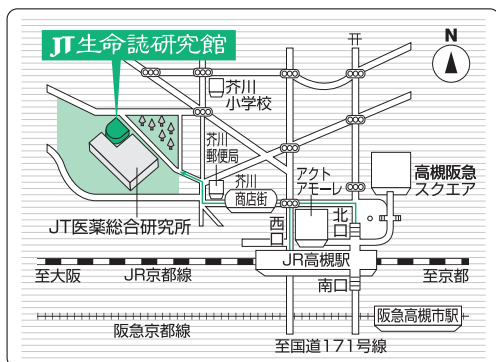 JT生命誌研究館
N
芥川
小学校
芥川
郵便局
アクト
アモーレ
高槻阪急
スクエア
芥川
商店街
JT医薬総合研究所
西
口
北
口
JR高槻駅
至大阪
JR京都線
至京都
南口
阪急高槻市駅
阪急京都線
至国道171号線